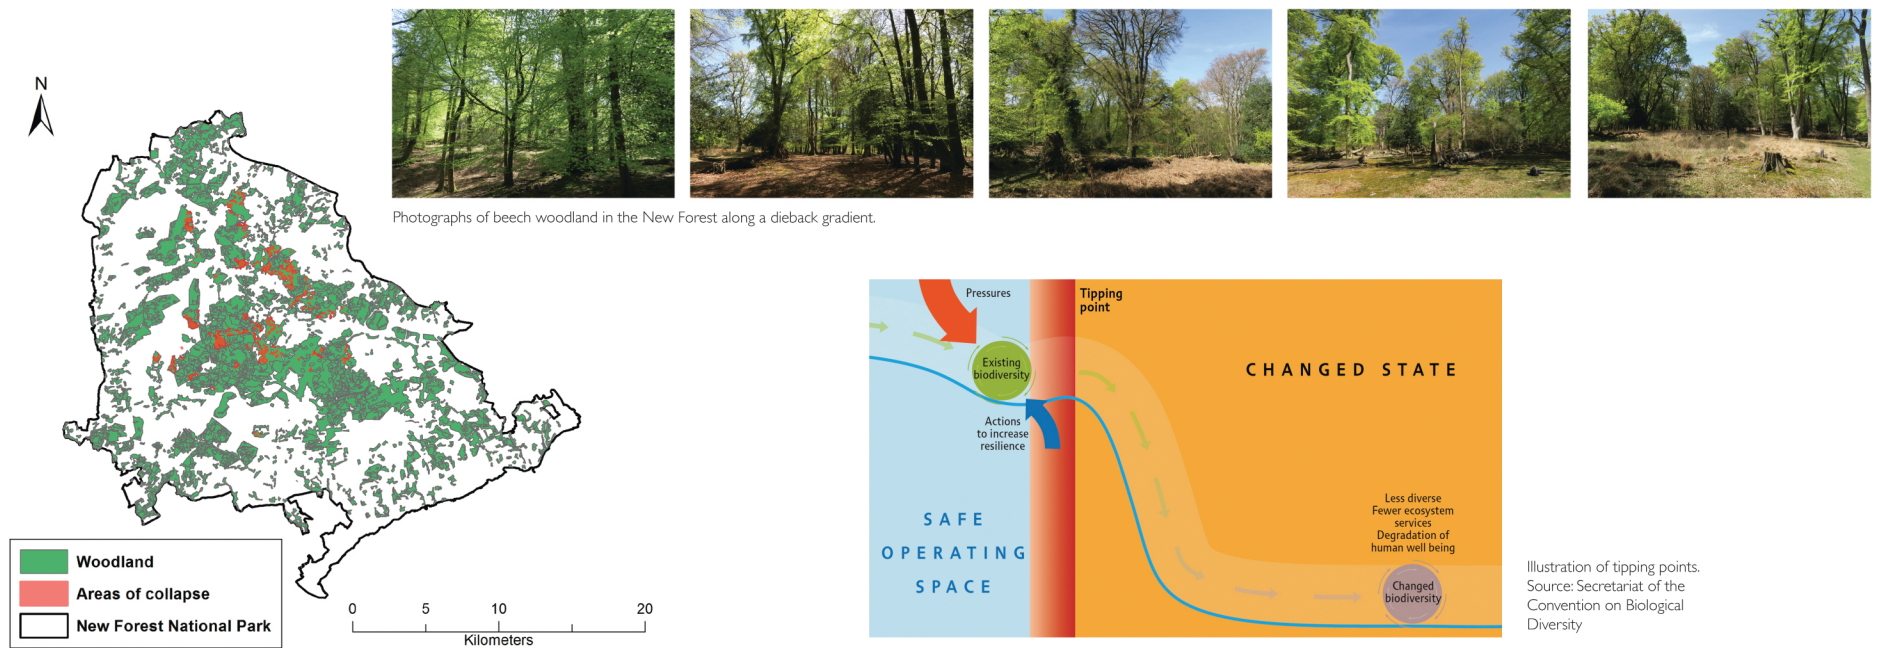 N
Woodland
Areas of collapse
New Forest National Park
0 5 10 20
Kilometers
Photographs of beech woodland in the New Forest along a dieback gradient.
Pressures
Tipping
point
Existing
biodiversity
Actions
to increase
resilience
SAFE
OPERATING
SPACE
CHANGED STATE
Less diverse
Fewer ecosystem
services
Degradation of
human well being
Changed
biodiversity
Illustration of tipping points.
Source: Secretariat of the
Convention on Biological
Diversity